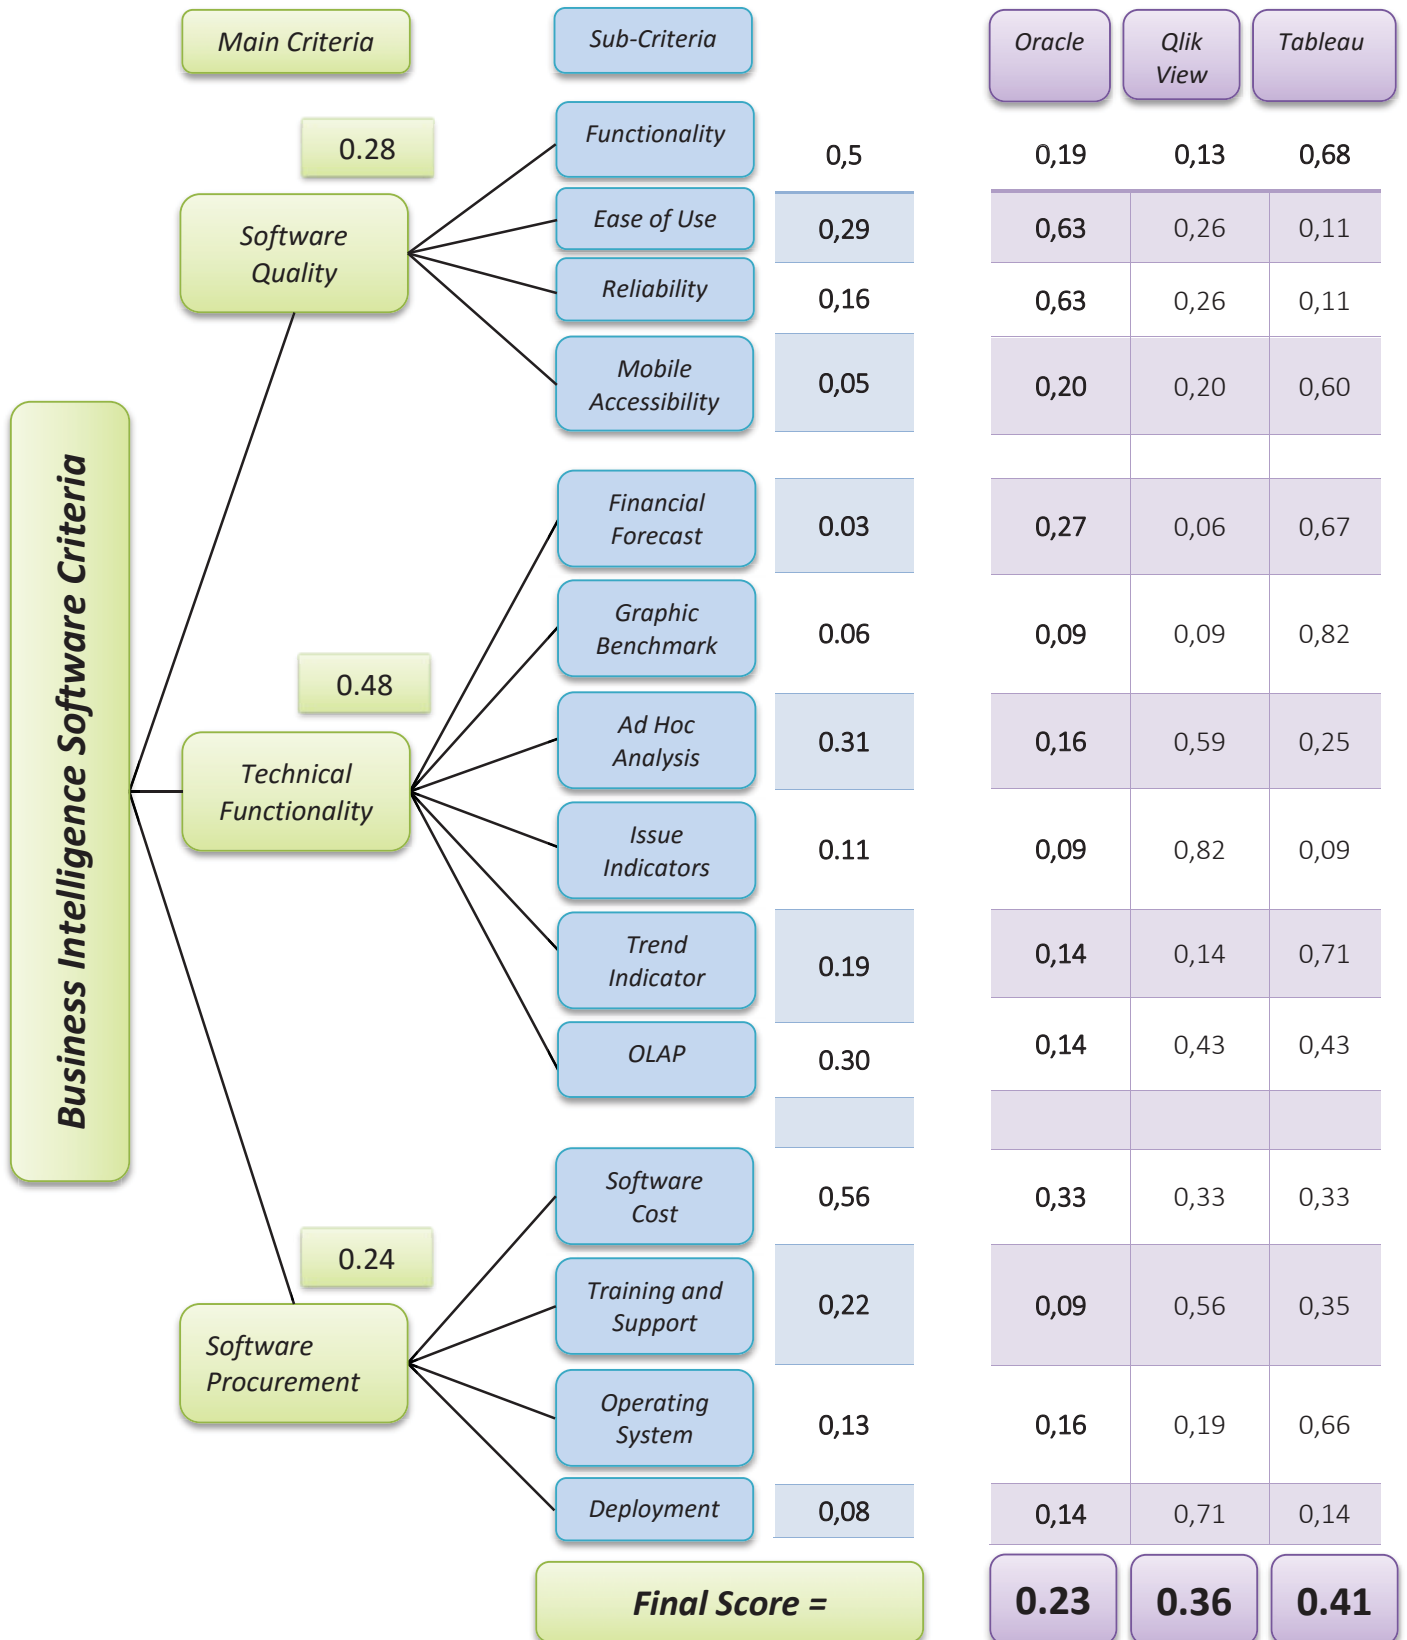 Main Criteria
Sub-Criteria
Oracle
Qlik
View
Tableau
0.28
Functionality
0,5
0,19
0,13
0,68
Software
Quality
Ease of Use
0,29
0,63
0,26
0,11
Reliability
0,16
0,63
0,26
0,11
Mobile
Accessibility
0,05
0,20
0,20
0,60
Business Intelligence Software Criteria
Financial
Forecast
0.03
0,27
0,06
0,67
Graphic
Benchmark
0.06
0,09
0,09
0,82
0.48
Technical
Functionality
Ad Hoc
Analysis
0.31
0,16
0,59
0,25
Issue
Indicators
0.11
0,09
0,82
0,09
Trend
Indicator
0.19
0,14
0,14
0,71
OLAP
0.30
0,14
0,43
0,43
Software
Cost
0,56
0,33
0,33
0,33
0.24
Software
Procurement
Training and
Support
0,22
0,09
0,56
0,35
Operating
System
0,13
0,16
0,19
0,66
Deployment
0,08
0,14
0,71
0,14
Final Score =
0.23
0.36
0.41